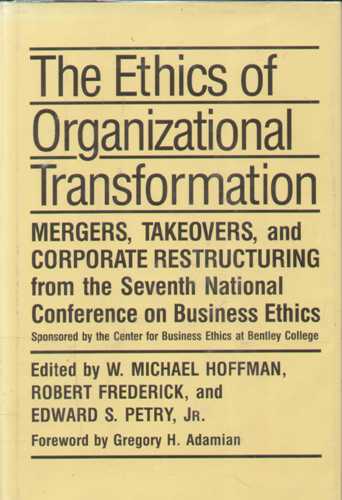 The Ethics of
Organizational
Transformation
MERGERS, TAKEOVERS, and
CORPORATE RESTRUCTURING
from the Seventh National
Conference on Business Ethics
Sponsored by the Center for Business Ethics at Bentley College
Edited by W. MICHAEL HOFFMAN,
ROBERT FREDERICK, and
EDWARD S. PETRY, JR.
Foreword by Gregory H. Adamian